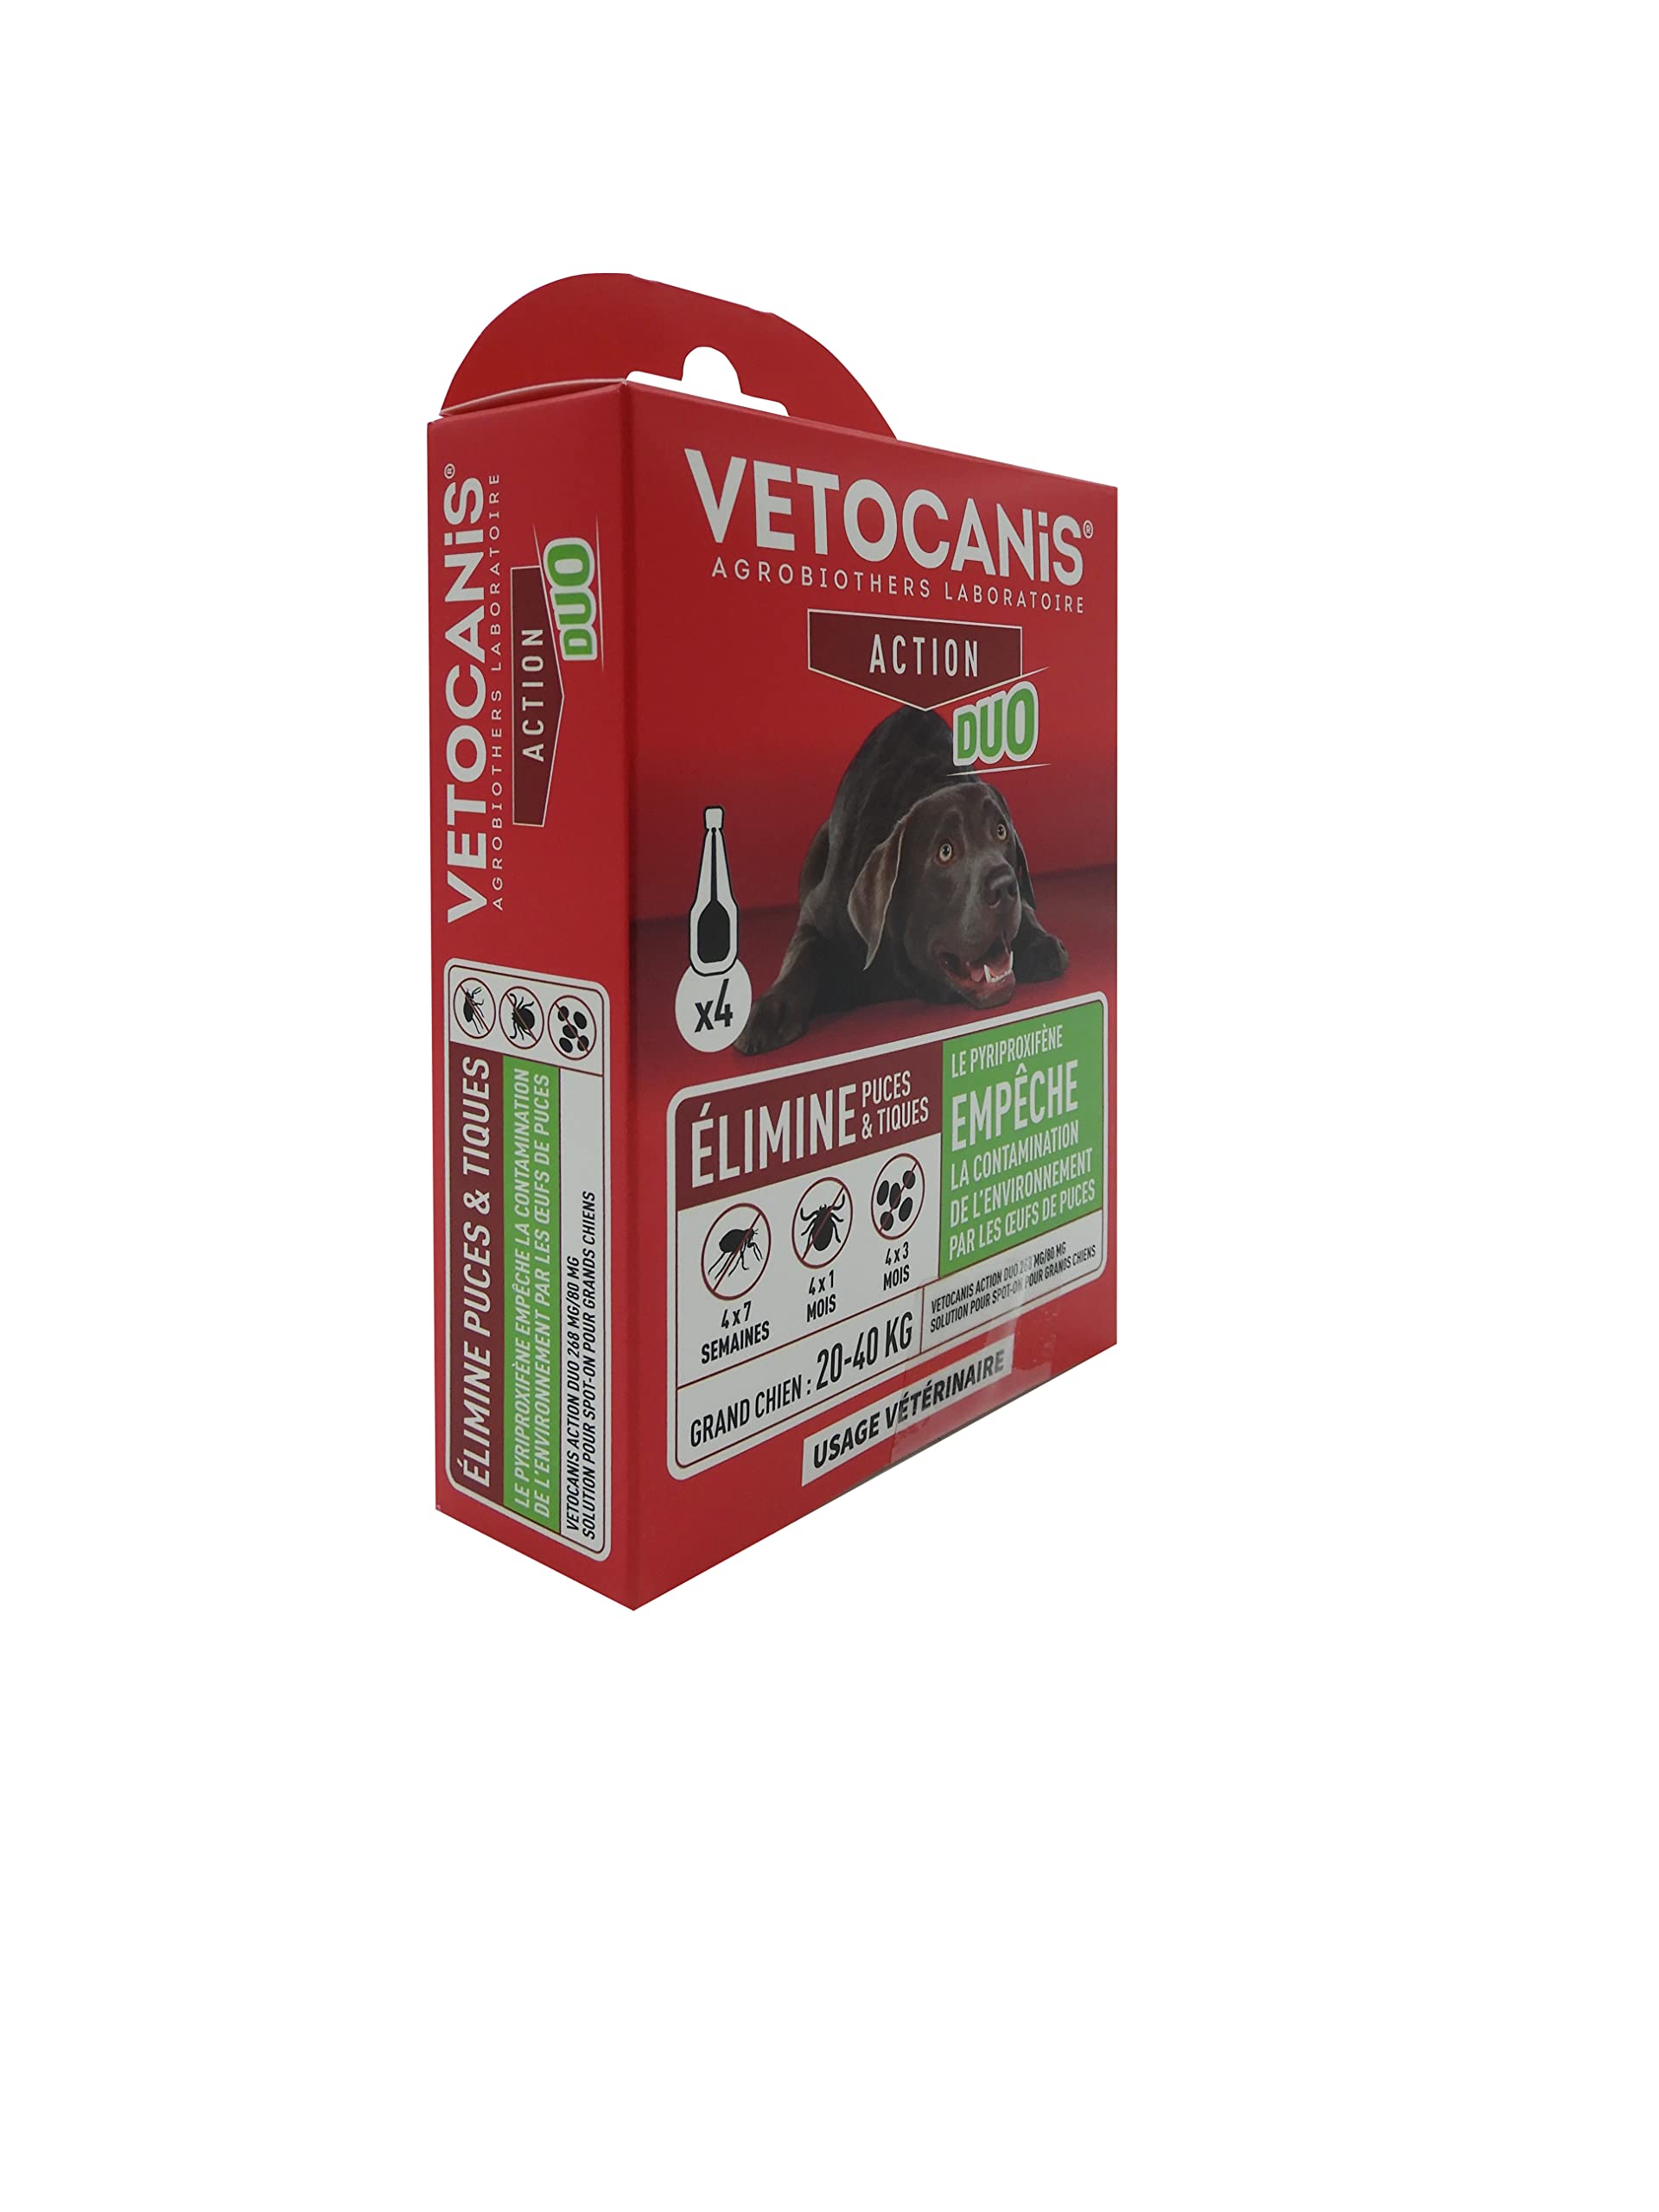 VETOCANiS®
AGROBIOTHERS LABORATOIRE
ACTION
DUO
x4
ÉLIMINE PUCES
& TIQUES
4 x 7
SEMAINES
4 x 1
MOIS
4 x 3
MOIS
LE PYRIPROXIFÈNE
EMPÊCHE
LA CONTAMINATION
DE L'ENVIRONNEMENT
PAR LES ŒUFS DE PUCES
GRAND CHIEN : 20-40 KG
VETOCANIS ACTION DUO 268 MG/80 MG
SOLUTION POUR SPOT-ON POUR GRANDS CHIENS
USAGE VÉTÉRINAIRE
VETOCANiS®
AGROBIOTHERS LABORATOIRE
ACTION
DUO
ÉLIMINE PUCES & TIQUES
LE PYRIPROXIFÈNE EMPÊCHE LA CONTAMINATION
DE L'ENVIRONNEMENT PAR LES ŒUFS DE PUCES
VETOCANIS ACTION DUO 268 MG/80 MG
SOLUTION POUR SPOT-ON POUR GRANDS CHIENS